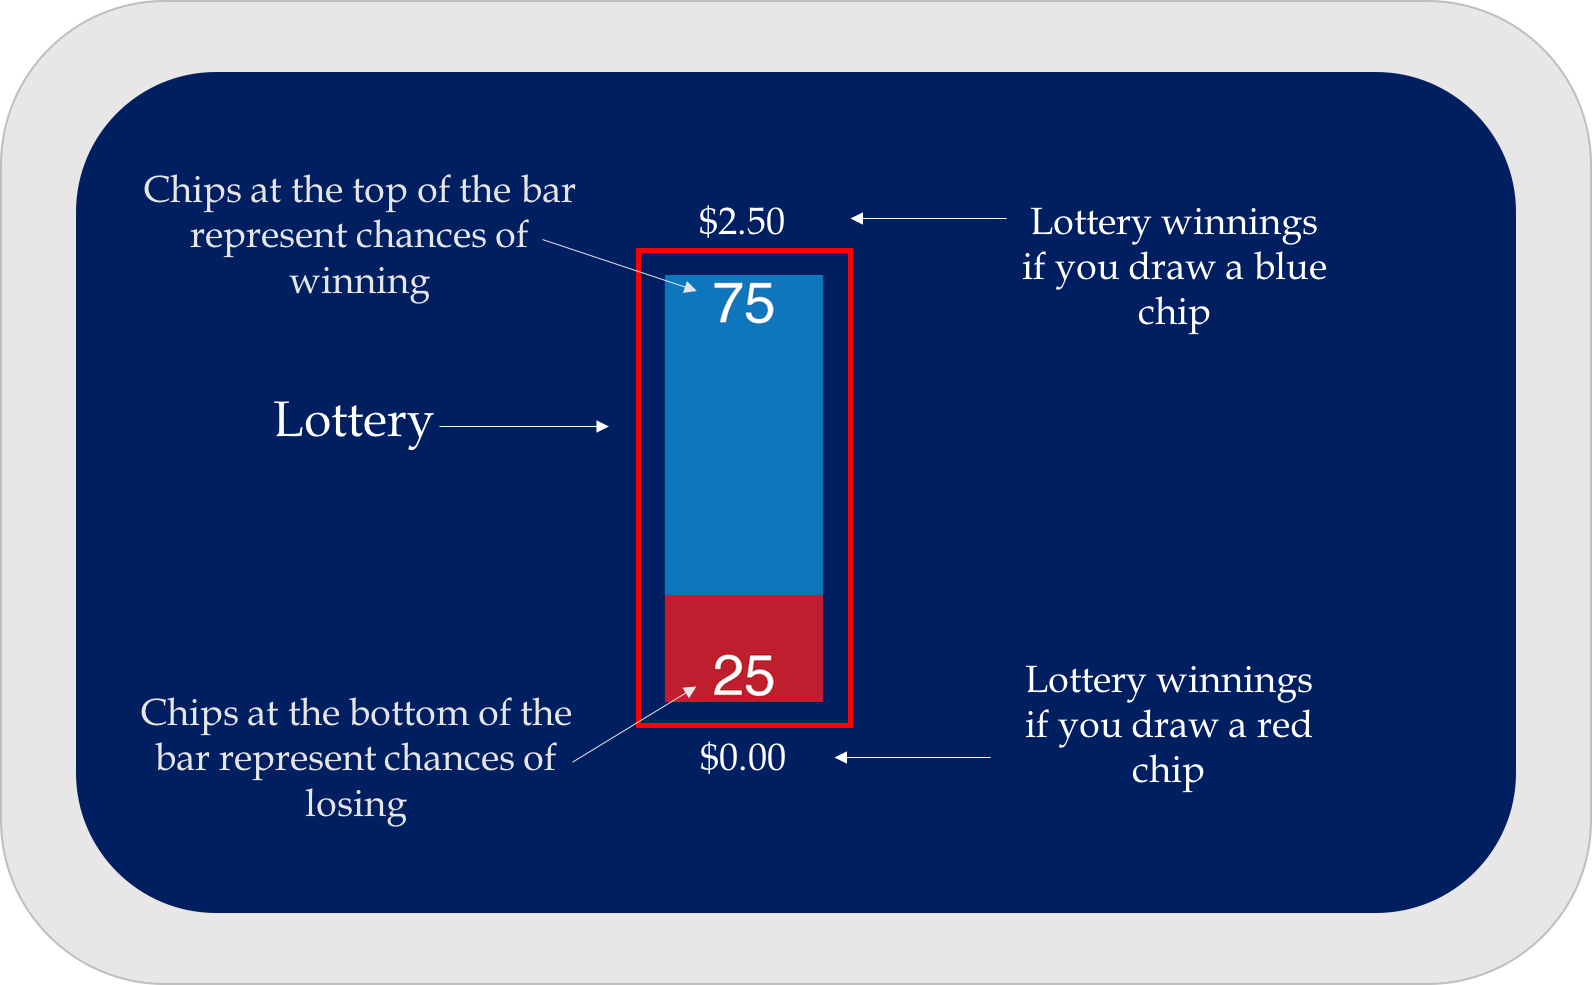 Chips at the top of the bar
represent chances of
winning
$2.50
Lottery winnings
if you draw a blue
chip
75
Lottery
25
Chips at the bottom of the
bar represent chances of
losing
$0.00
Lottery winnings
if you draw a red
chip